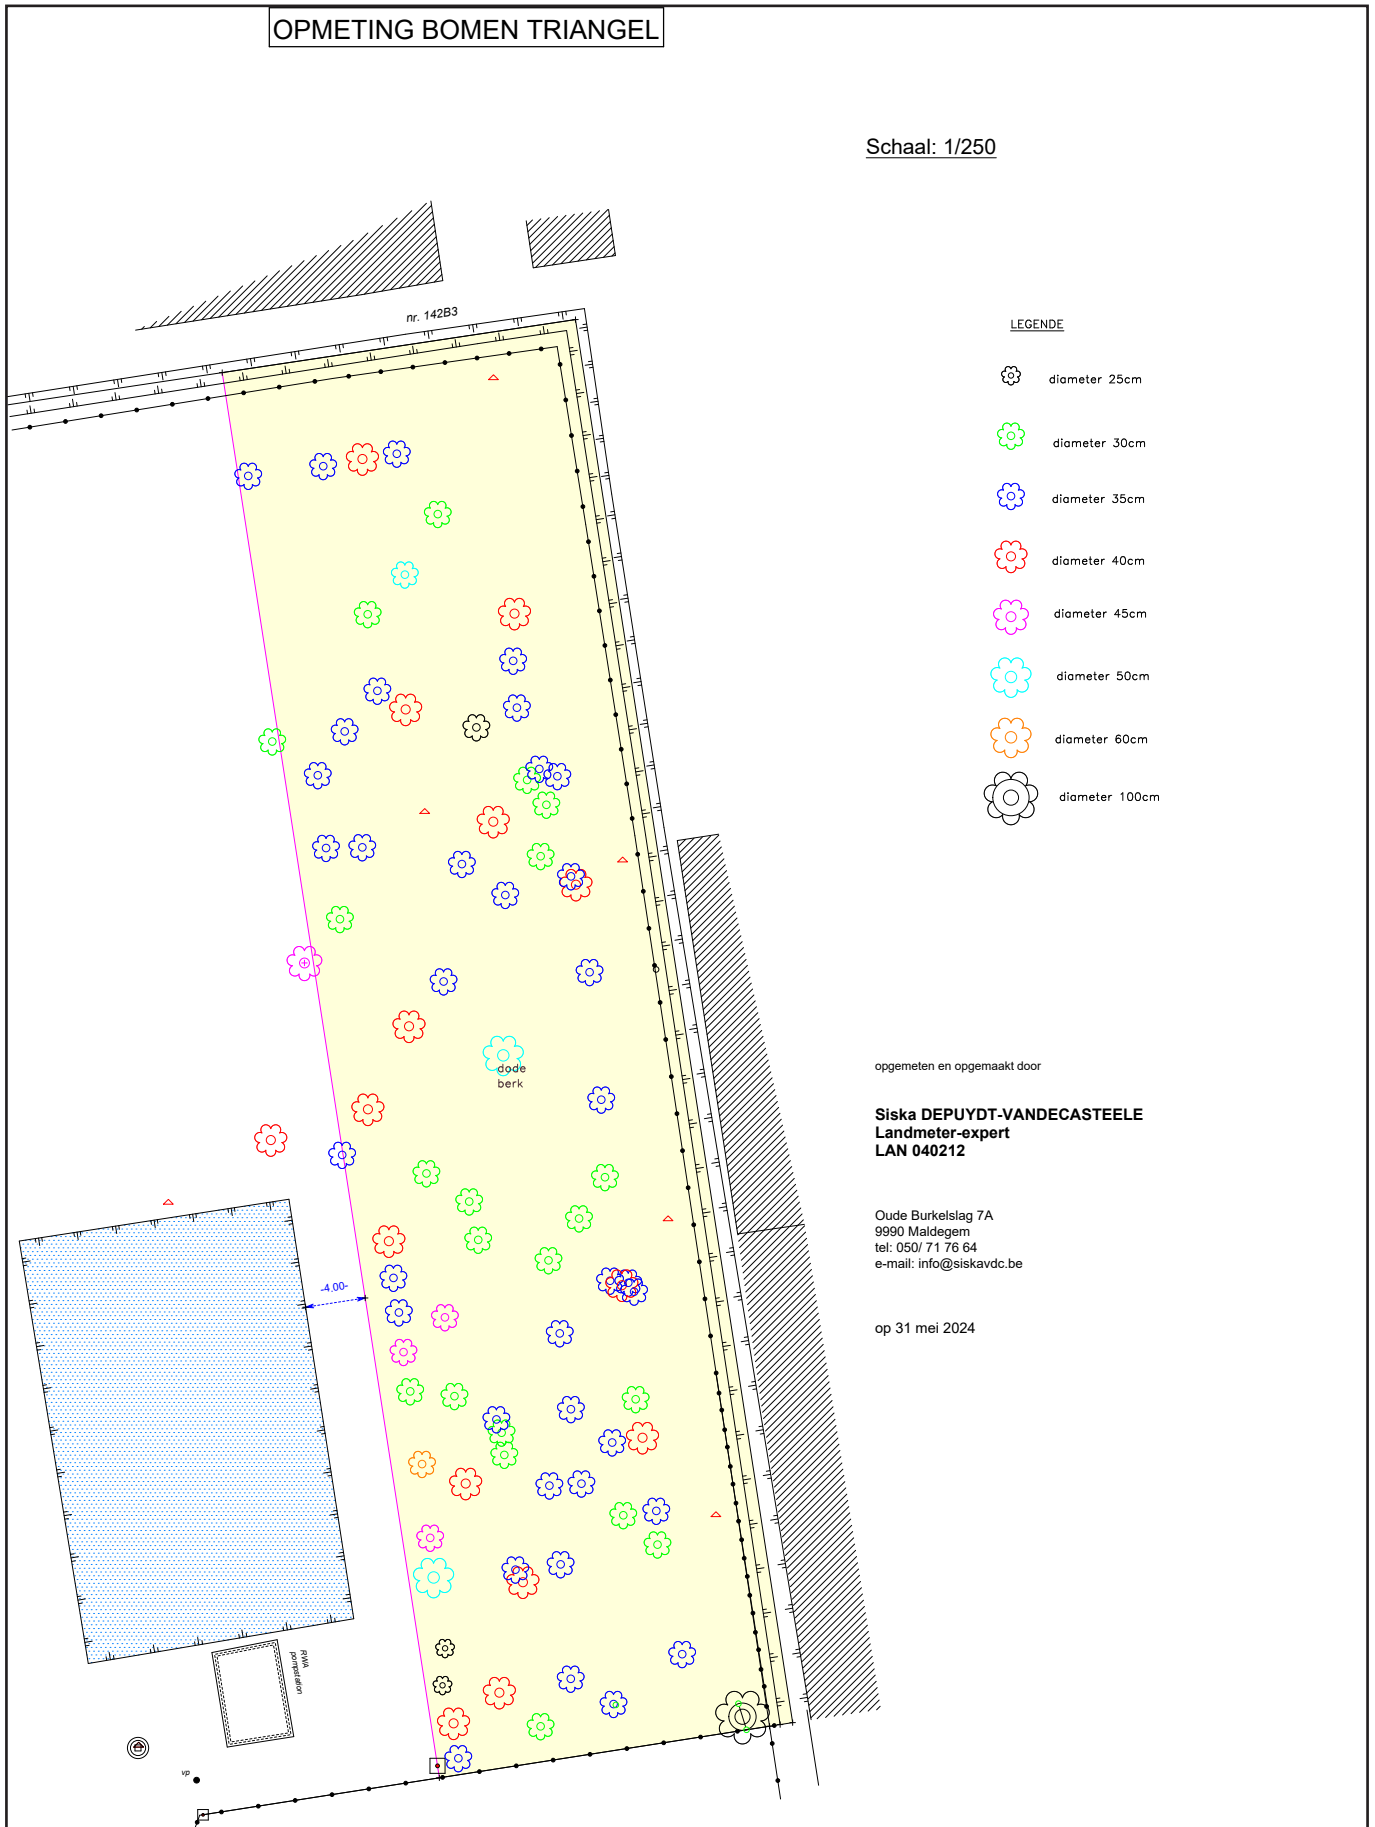 OPMETING BOMEN TRIANGEL
Schaal: 1/250
nr. 142B3
LEGENDE
diameter 25cm
diameter 30cm
diameter 35cm
diameter 40cm
diameter 45cm
diameter 50cm
diameter 60cm
diameter 100cm
dode
berk
opgemeten en opgemaakt door
Siska DEPUYDT-VANDECASTEELE
Landmeter-expert
LAN 040212
Oude Burkelslag 7A
9990 Maldegem
tel: 050/ 71 76 64
e-mail: info@siskavdc.be
-4.00-
op 31 mei 2024
RWA
pompstation
vp